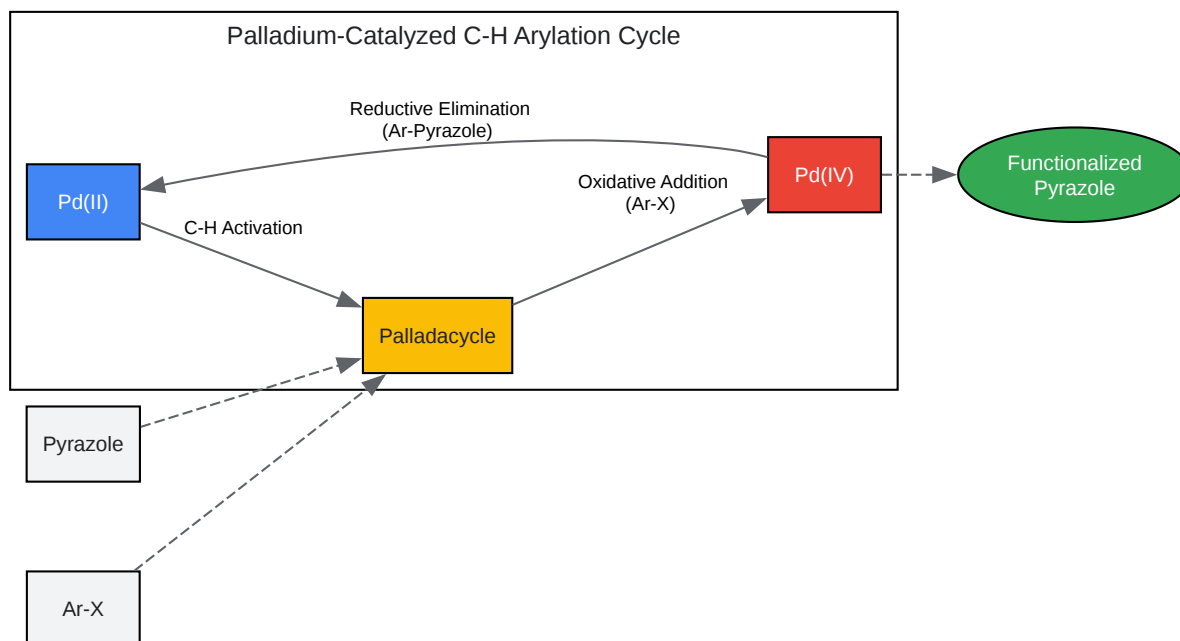 Palladium-Catalyzed C-H Arylation Cycle
Reductive Elimination
(Ar-Pyrazole)
Oxidative Addition
(Ar-X)
Pd(IV)
Functionalized
Pyrazole
Pd(II)
C-H Activation
Palladacycle
Pyrazole
Ar-X